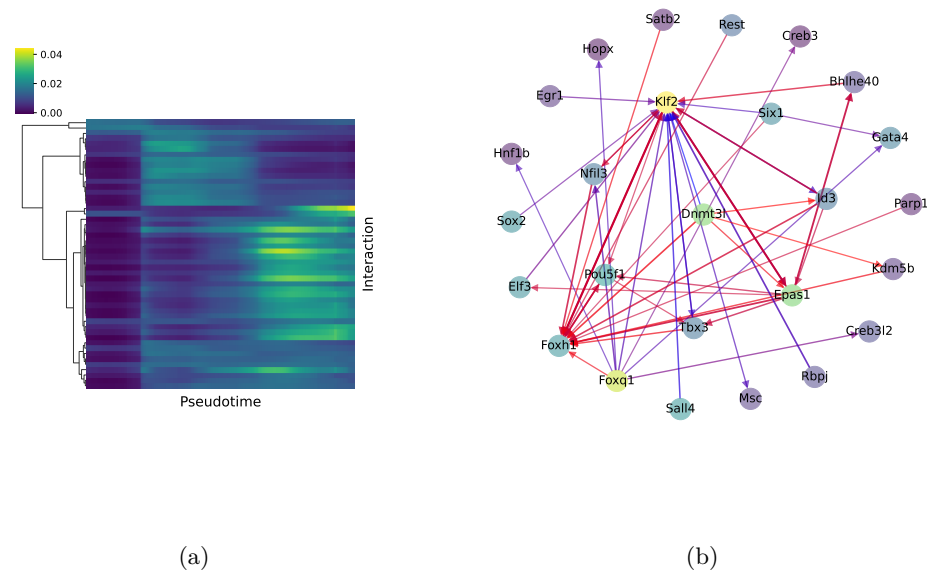 0.04
0.02
0.00
Interaction
Pseudotime
Satb2
Rest
Creb3
Hopx
Bhlhe40
Egr1
Klf2
Six1
Gata4
Hnf1b
Nfil3
Id3
Parp1
Sox2
Dnmt3l
Pou5f1
Kdm5b
Elf3
Epas1
Tbx3
Creb3l2
Foxh1
Foxq1
Rbpj
Msc
Sall4
(a)
(b)